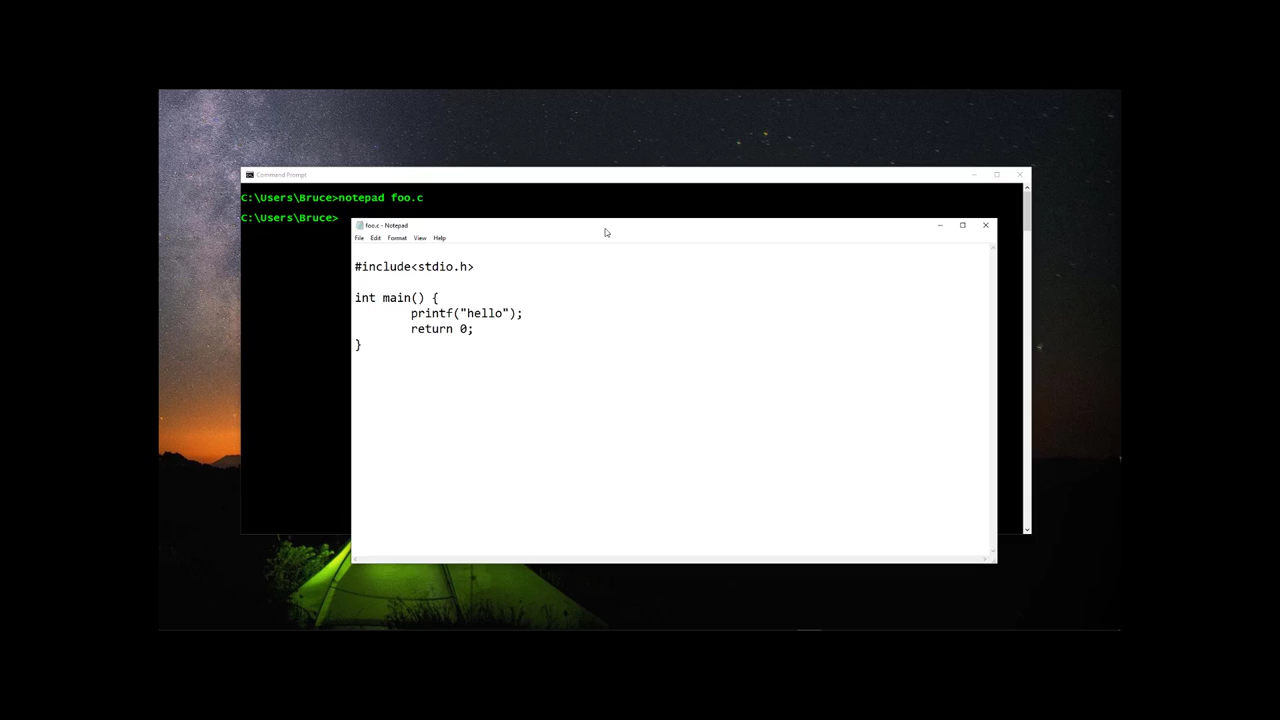 Command Prompt
C:\Users\Bruce>notepad foo.c
C:\Users\Bruce>
foo.c - Notepad
File Edit Format View Help
#include<stdio.h>
int main() {
printf("hello");
return 0;
}